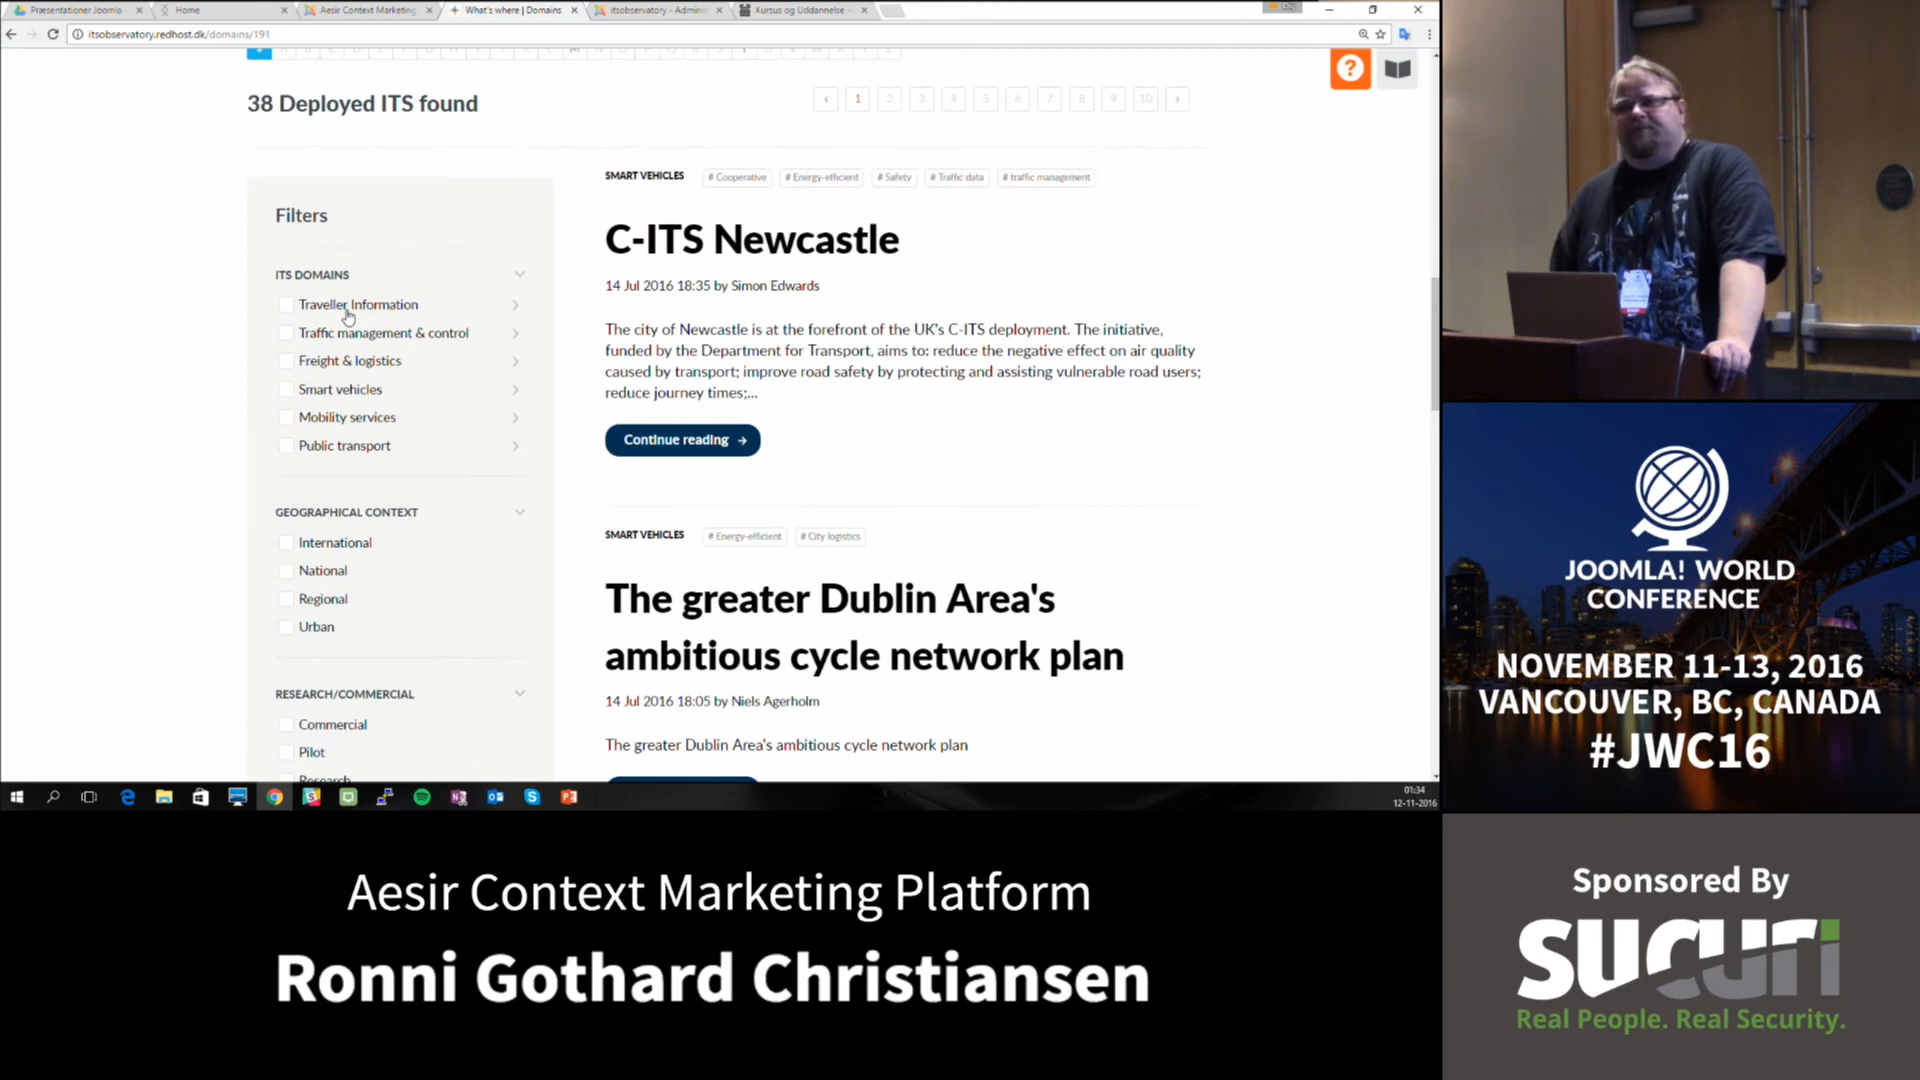 Præsentationer Joomla
Home
Aesir Context Marketing
What's where | Domains
itsobservatory - Admini
Kursus og Uddannelse
itsobservatory.redhost.dk/domains/191
38 Deployed ITS found
1 2 3 4 5 6 7 8 9 10
Filters
ITS DOMAINS
Traveller Information
Traffic management & control
Freight & logistics
Smart vehicles
Mobility services
Public transport
GEOGRAPHICAL CONTEXT
International
National
Regional
Urban
RESEARCH/COMMERCIAL
Commercial
Pilot
Research
SMART VEHICLES # Cooperative # Energy-efficient # Safety # Traffic data # traffic management
C-ITS Newcastle
14 Jul 2016 18:35 by Simon Edwards
The city of Newcastle is at the forefront of the UK's C-ITS deployment. The initiative,
funded by the Department for Transport, aims to: reduce the negative effect on air quality
caused by transport; improve road safety by protecting and assisting vulnerable road users;
reduce journey times;...
Continue reading →
SMART VEHICLES # Energy-efficient # City logistics
The greater Dublin Area's
ambitious cycle network plan
14 Jul 2016 18:05 by Niels Agerholm
The greater Dublin Area's ambitious cycle network plan
01:34
12-11-2016
JOOMLA! WORLD
CONFERENCE
NOVEMBER 11-13, 2016
VANCOUVER, BC, CANADA
#JWC16
Aesir Context Marketing Platform
Ronni Gothard Christiansen
Sponsored By
SUCURI
Real People. Real Security.